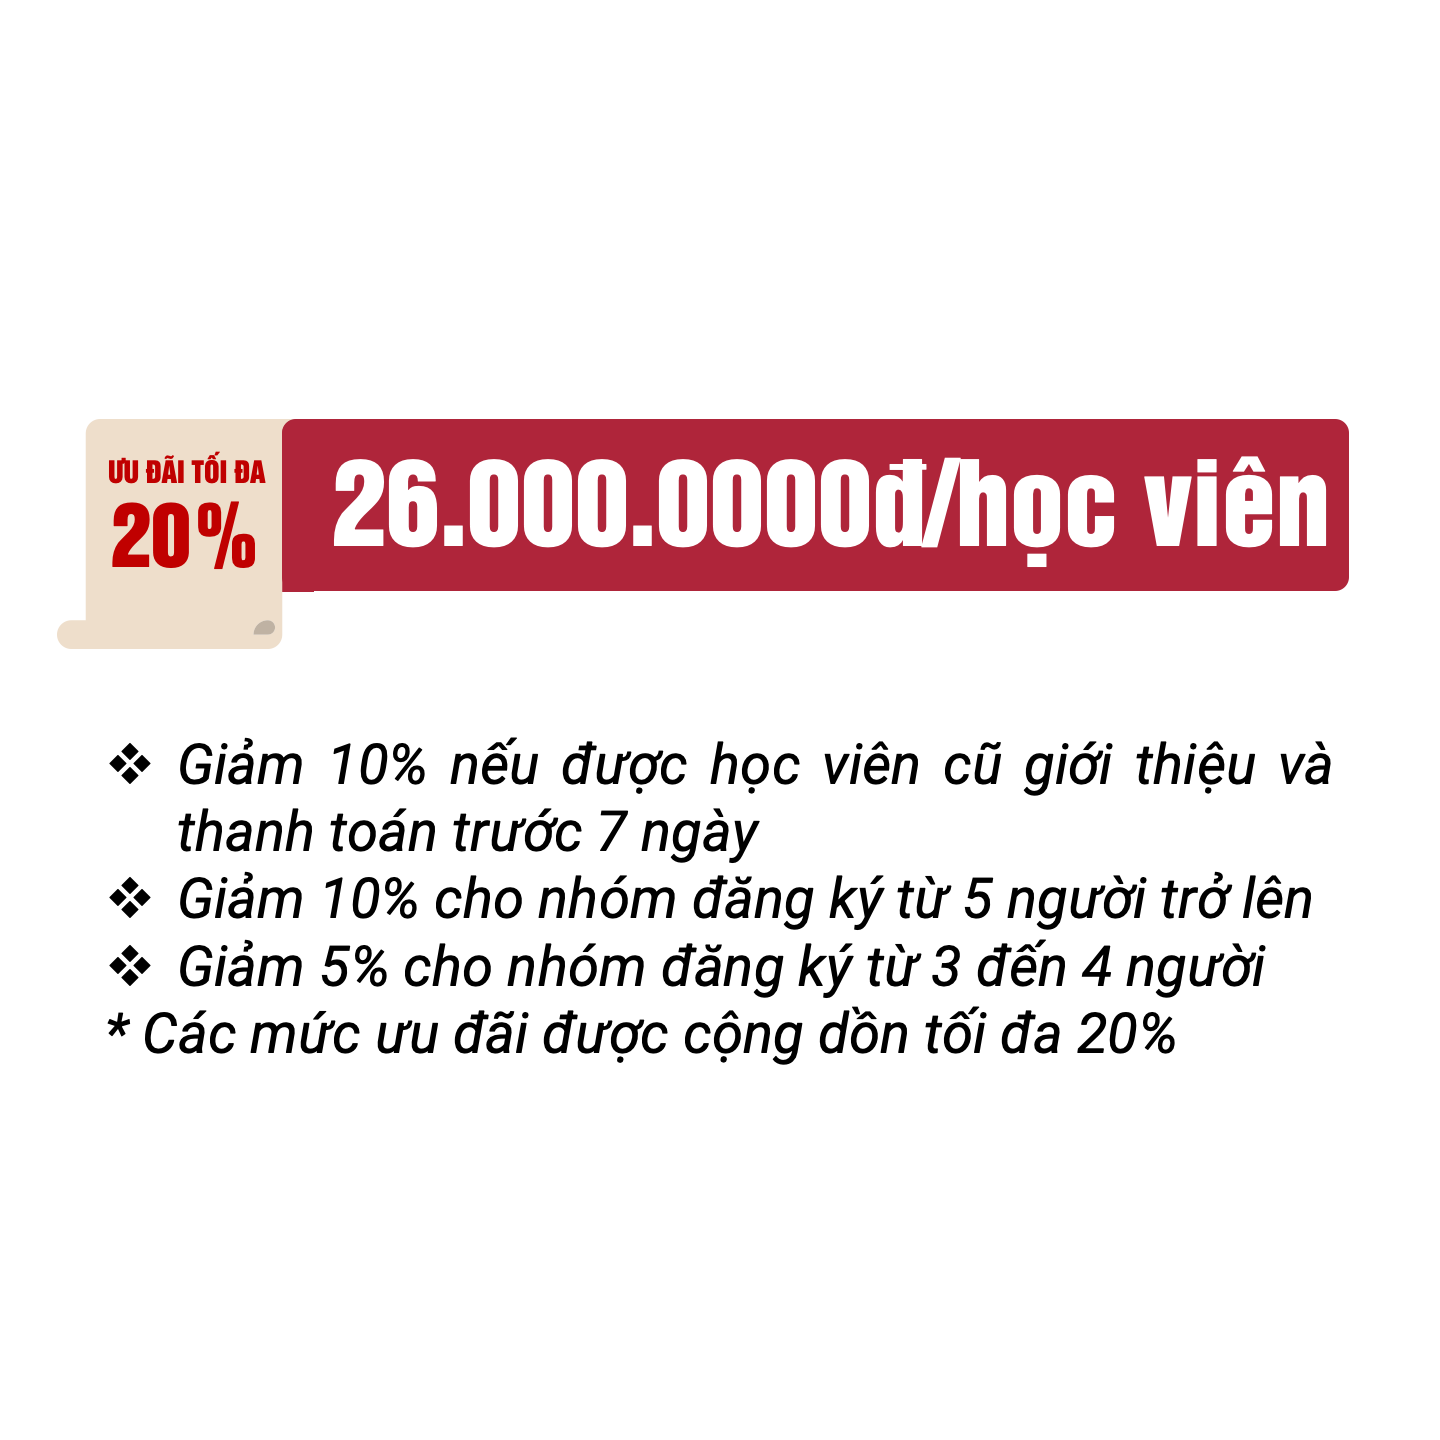 ƯU ĐÃI TỐI ĐA
20%
26.000.0000đ/học viên
❖ Giảm 10% nếu được học viên cũ giới thiệu và
thanh toán trước 7 ngày
❖ Giảm 10% cho nhóm đăng ký từ 5 người trở lên
❖ Giảm 5% cho nhóm đăng ký từ 3 đến 4 người
* Các mức ưu đãi được cộng dồn tối đa 20%